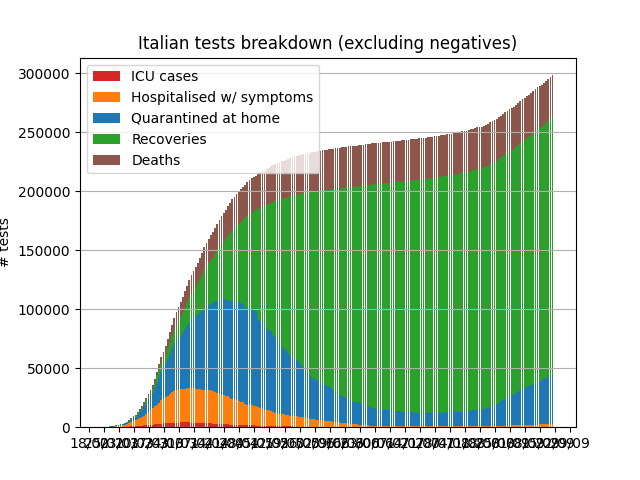 Italian tests breakdown (excluding negatives)
300000
250000
200000
150000
100000
50000
0
# tests
ICU cases
Hospitalised w/ symptoms
Quarantined at home
Recoveries
Deaths